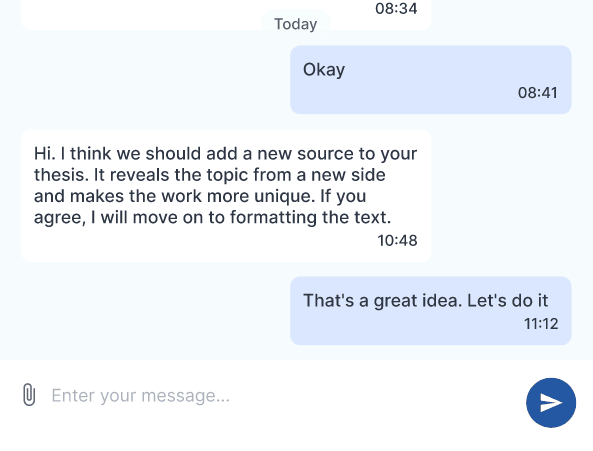 08:34
Today
Okay
08:41
Hi. I think we should add a new source to your
thesis. It reveals the topic from a new side
and makes the work more unique. If you
agree, I will move on to formatting the text.
10:48
That's a great idea. Let's do it
11:12
Enter your message...